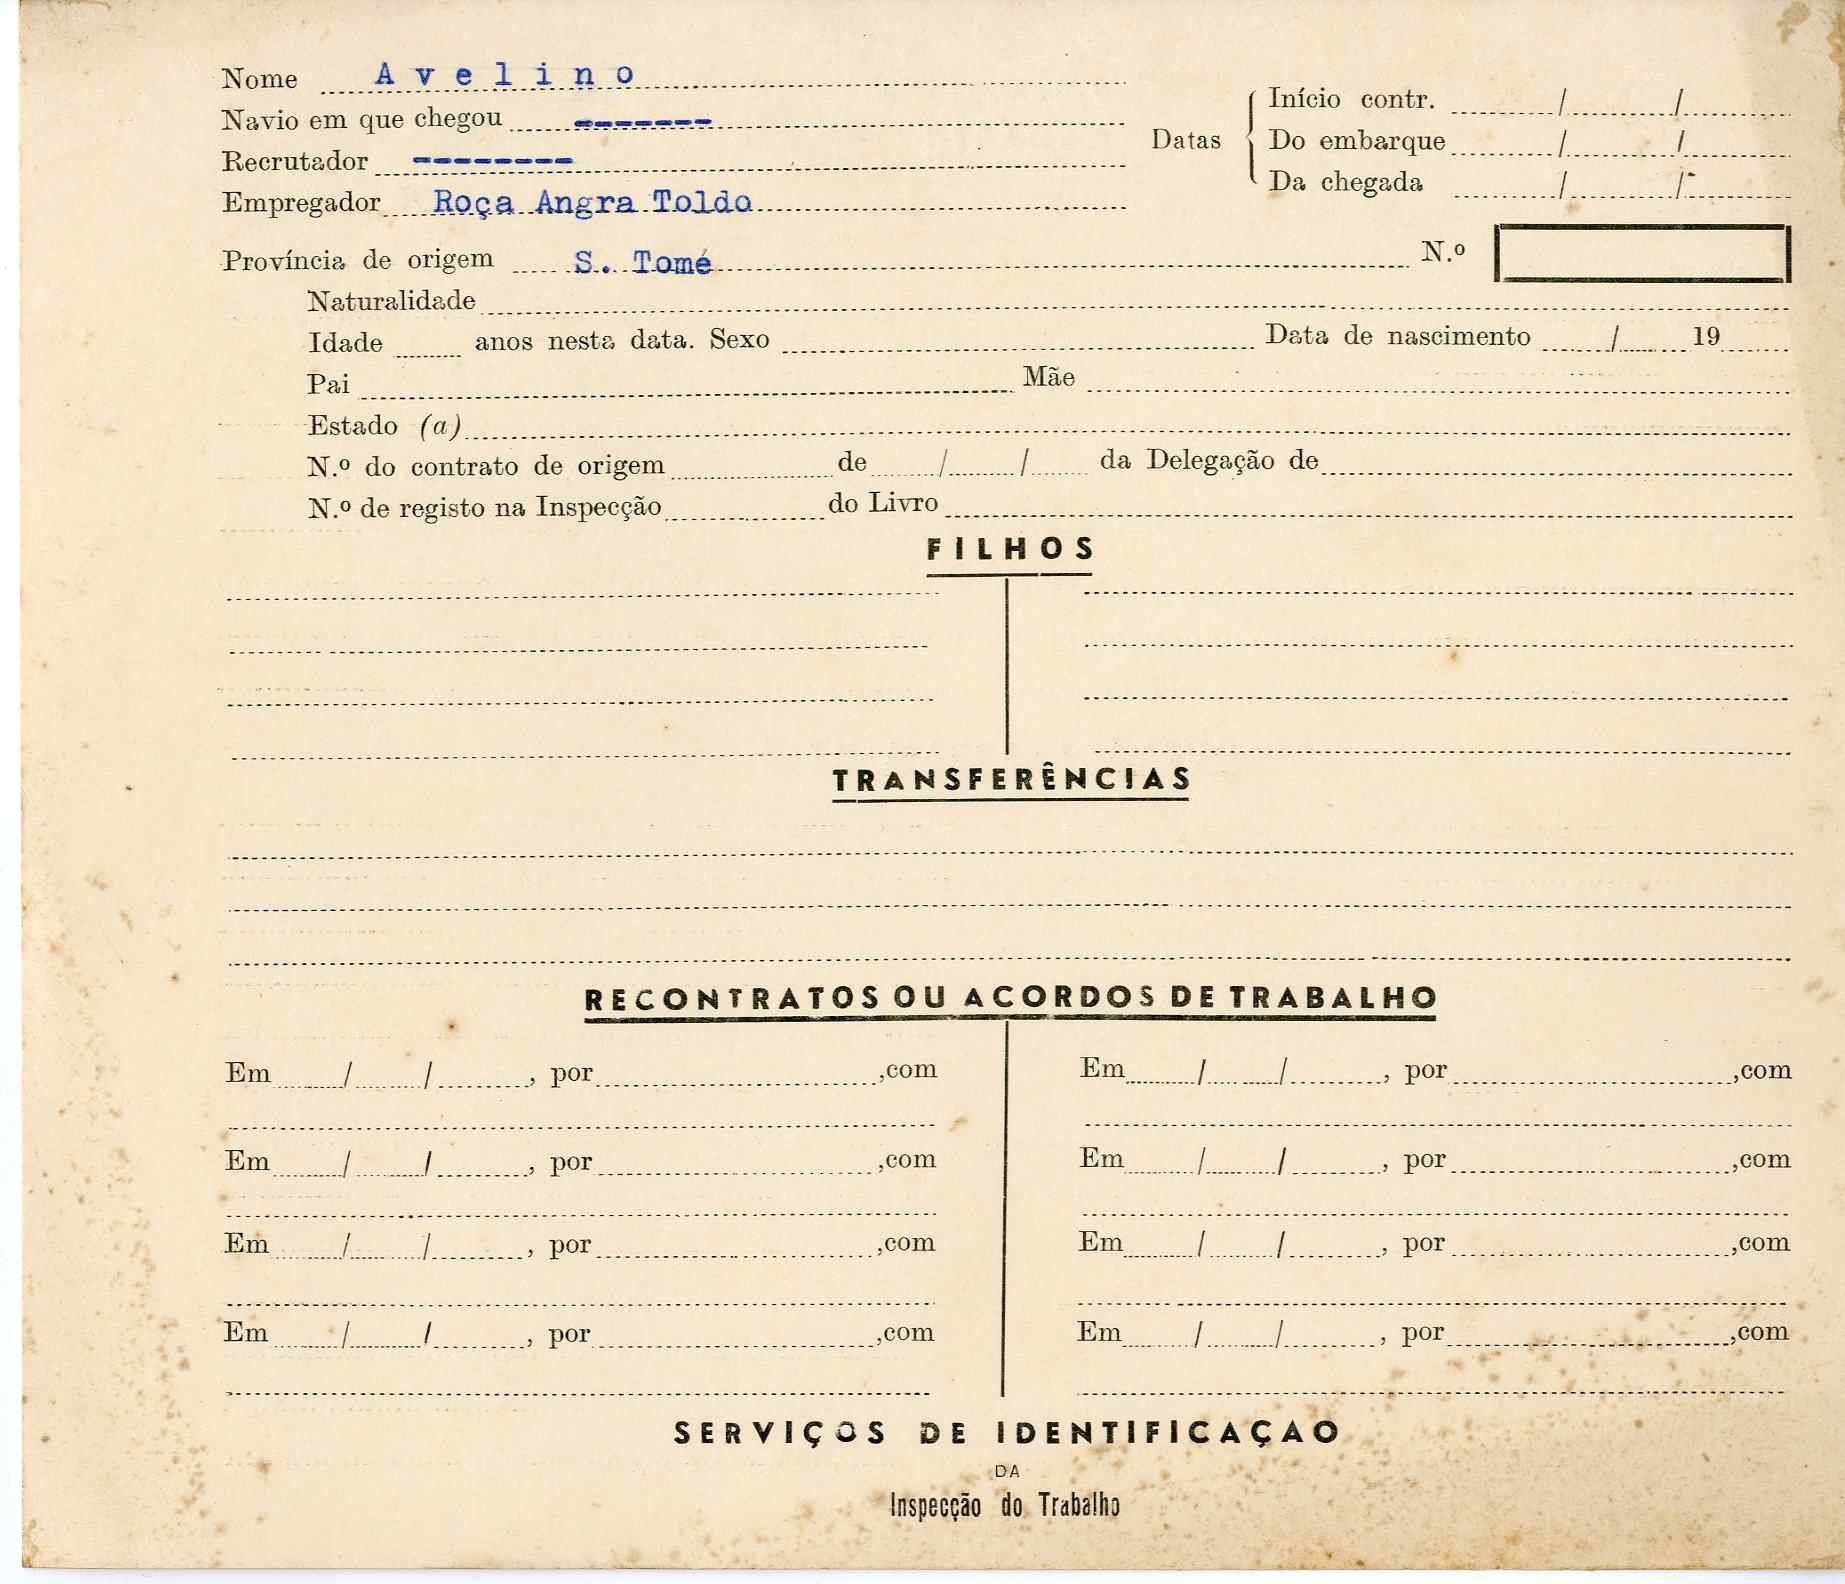 Nome A v e l i n o
Navio em que chegou -------
Recrutador --------
Empregador Roça Angra Toldo
Datas
Início contr. / /
Do embarque / /
Da chegada / /
Província de origem S. Tomé N.º
Naturalidade
Idade anos nesta data. Sexo Data de nascimento / 19
Pai Mãe
Estado (a)
N.º do contrato de origem de / / da Delegação de
N.º de registo na Inspecção do Livro
FILHOS
TRANSFERÊNCIAS
RECONTRATOS OU ACORDOS DE TRABALHO
Em / / , por ,com Em / / , por ,com
Em / / , por ,com Em / / , por ,com
Em / / , por ,com Em / / , por ,com
Em / / , por ,com Em / / , por ,com
SERVIÇOS DE IDENTIFICAÇAO
DA
Inspecção do Trabalho